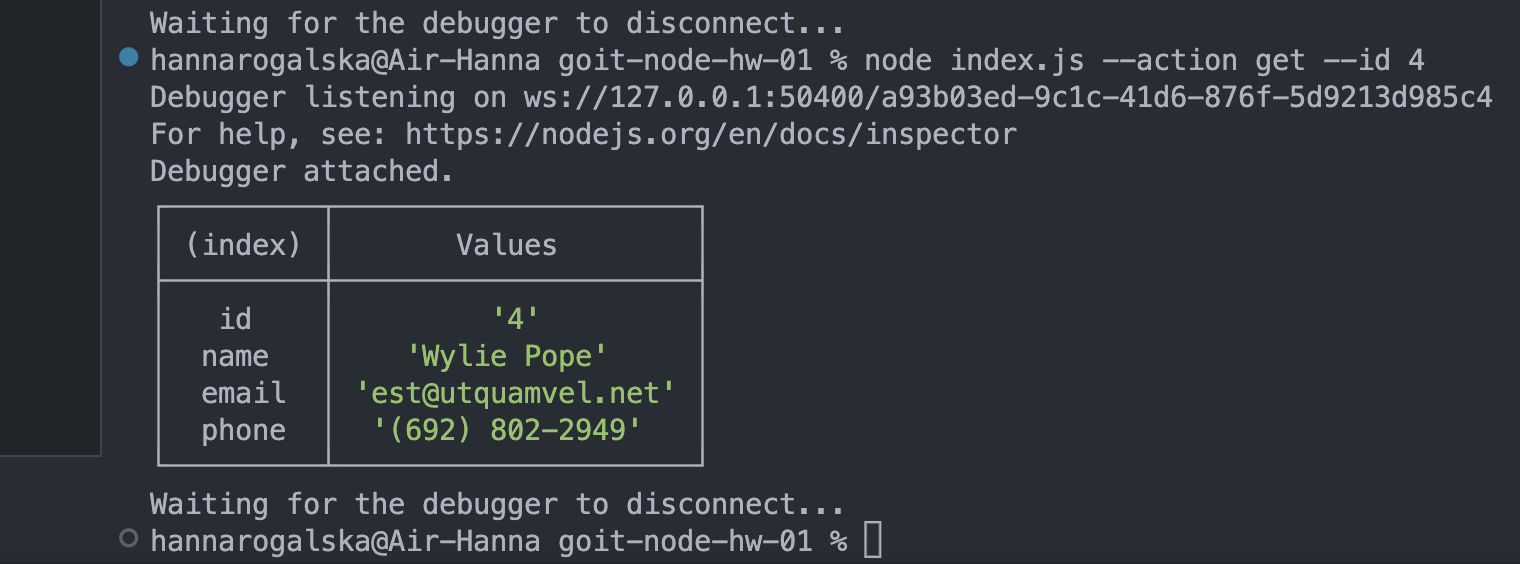 Waiting for the debugger to disconnect...
hannarogalska@Air-Hanna goit-node-hw-01 % node index.js --action get --id 4
Debugger listening on ws://127.0.0.1:50400/a93b03ed-9c1c-41d6-876f-5d9213d985c4
For help, see: https://nodejs.org/en/docs/inspector
Debugger attached.
(index) Values
id '4'
name 'Wylie Pope'
email 'est@utquamvel.net'
phone '(692) 802-2949'
Waiting for the debugger to disconnect...
hannarogalska@Air-Hanna goit-node-hw-01 %